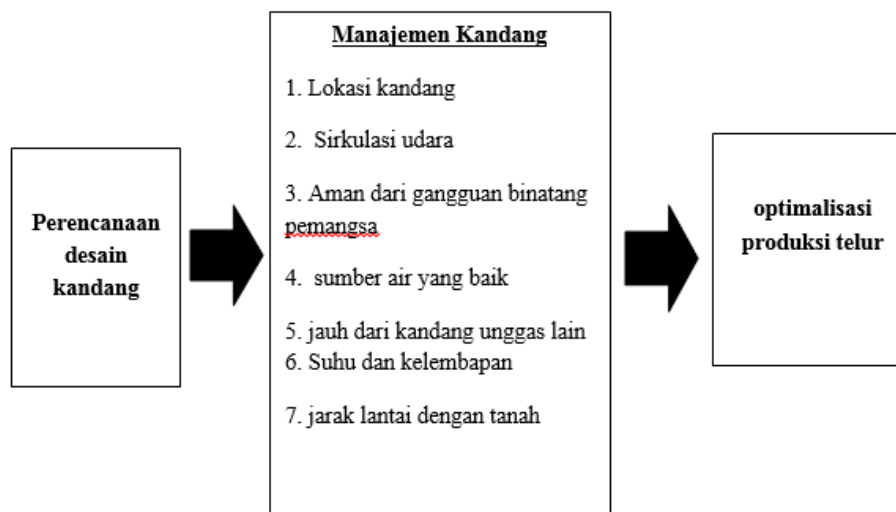 Manajemen Kandang
1. Lokasi kandang
2. Sirkulasi udara
3. Aman dari gangguan binatang
pemangsa
4. sumber air yang baik
5. jauh dari kandang unggas lain
6. Suhu dan kelembapan
7. jarak lantai dengan tanah
Perencanaan
desain
kandang
optimalisasi
produksi telur